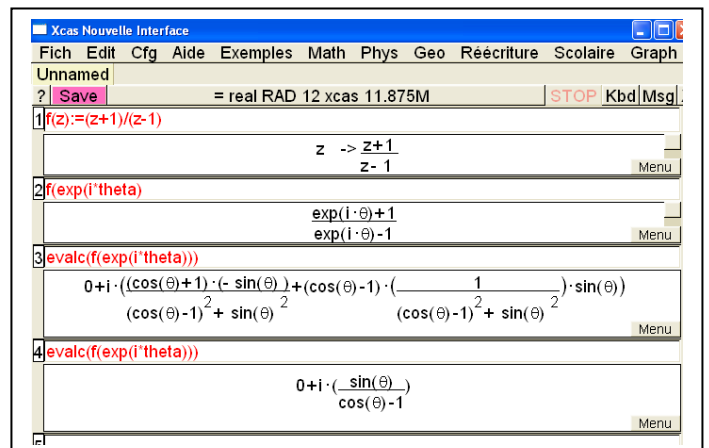 Xcas Nouvelle Interface
Fich Edit Cfg Aide Exemples Math Phys Geo Réécriture Scolaire Graph
Unnamed
? Save = real RAD 12 xcas 11.875M STOP Kbd Msg
1 f(z):=(z+1)/(z-1)
z -> z+1
z- 1
Menu
2 f(exp(i*theta)
exp(i·θ)+1
exp(i·θ)-1
Menu
3 evalc(f(exp(i*theta)))
0+i·((cos(θ)+1)·(- sin(θ))+(cos(θ)-1)·(1)·sin(θ))
(cos(θ)-1)²+ sin(θ)² (cos(θ)-1)²+ sin(θ)²
Menu
4 evalc(f(exp(i*theta)))
0+i·(sin(θ))
cos(θ)-1
Menu
5